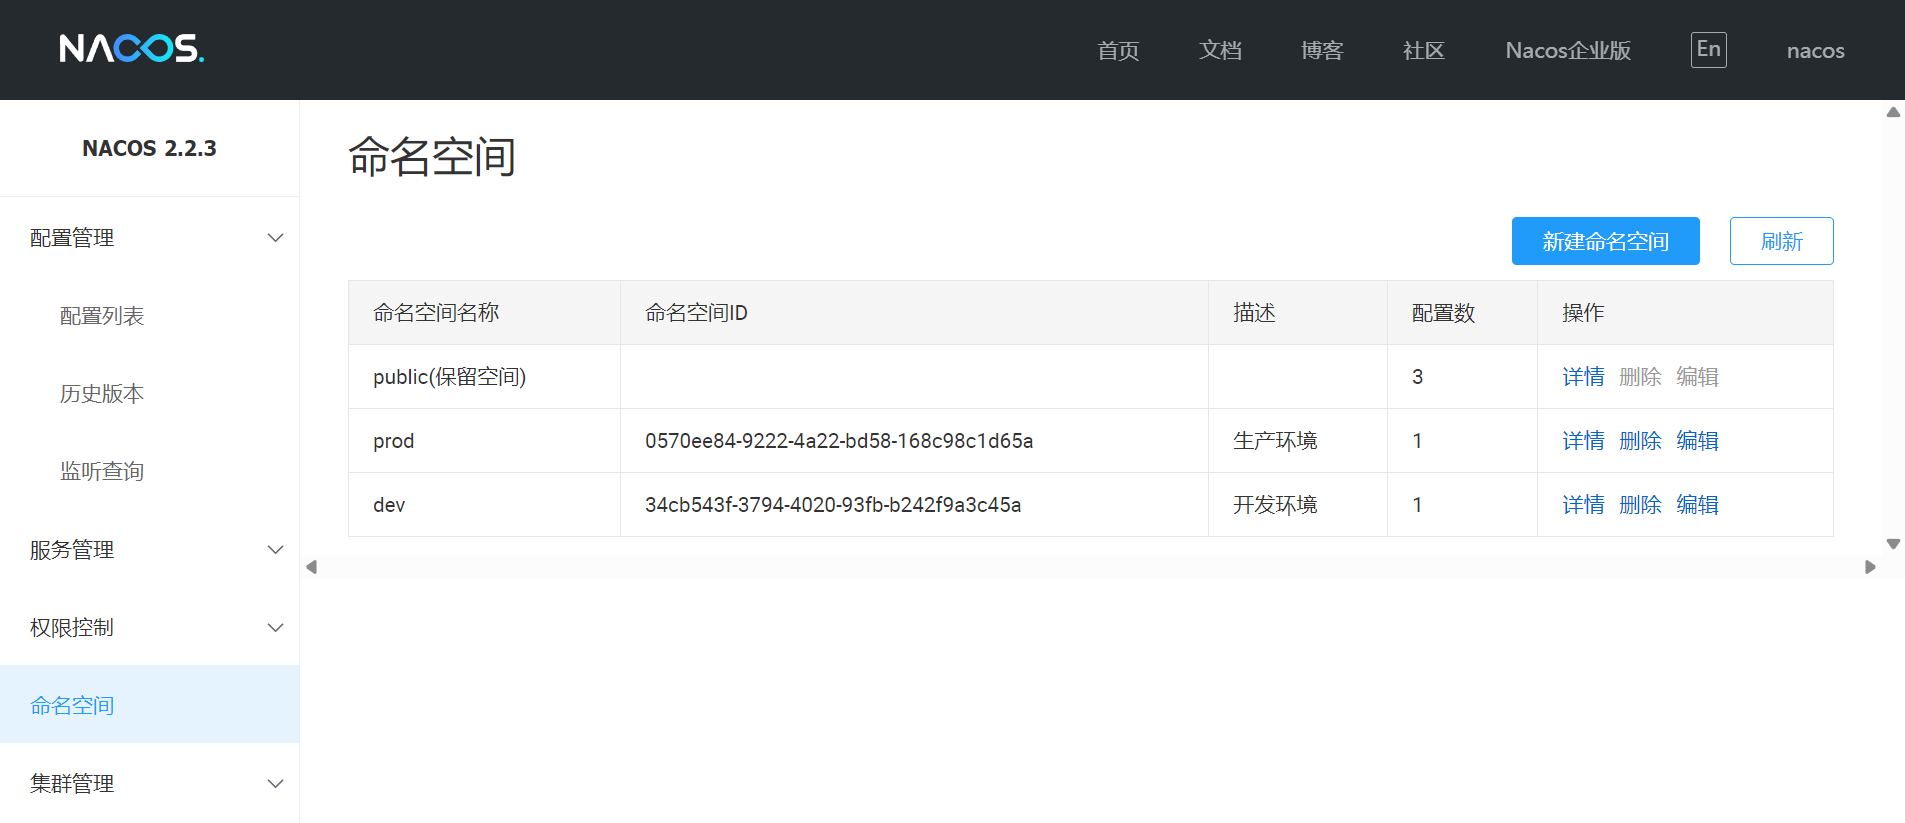 NACOS.
首页 文档 博客 社区 Nacos企业版 En nacos
NACOS 2.2.3
配置管理
配置列表
历史版本
监听查询
服务管理
权限控制
命名空间
集群管理
命名空间
新建命名空间 刷新
命名空间名称 命名空间ID 描述 配置数 操作
public(保留空间) 3 详情 删除 编辑
prod 0570ee84-9222-4a22-bd58-168c98c1d65a 生产环境 1 详情 删除 编辑
dev 34cb543f-3794-4020-93fb-b242f9a3c45a 开发环境 1 详情 删除 编辑